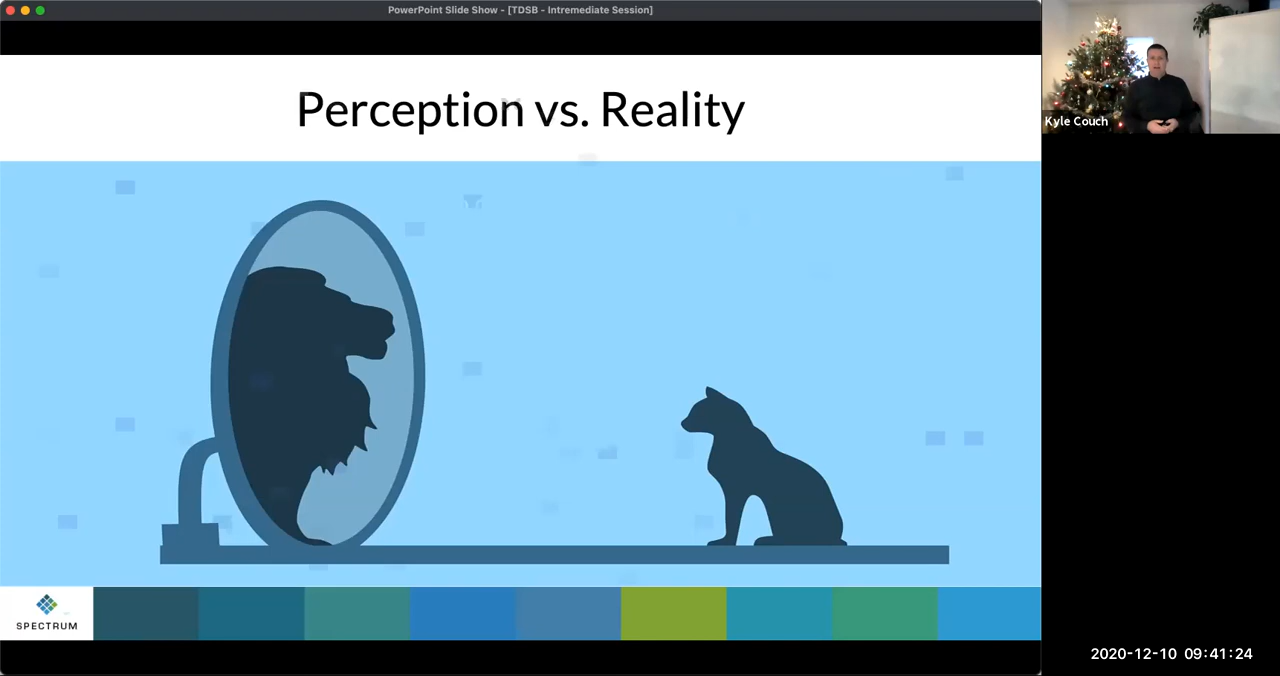 PowerPoint Slide Show - [TDSB - Intremediate Session]
Perception vs. Reality
Kyle Couch
SPECTRUM
2020-12-10 09:41:24